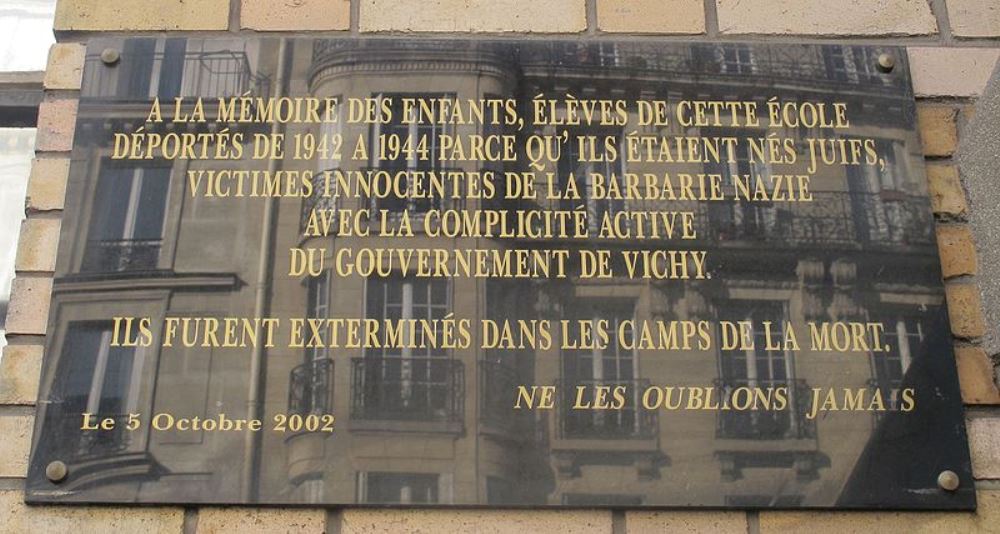 A LA MÉMOIRE DES ENFANTS, ÉLÈVES DE CETTE ÉCOLE
DÉPORTÉS DE 1942 A 1944 PARCE QU' ILS ÉTAIENT NÉS JUIFS,
VICTIMES INNOCENTES DE LA BARBARIE NAZIE
AVEC LA COMPLICITÉ ACTIVE
DU GOUVERNEMENT DE VICHY.
ILS FURENT EXTERMINÉS DANS LES CAMPS DE LA MORT.
NE LES OUBLIONS JAMAIS
Le 5 Octobre 2002